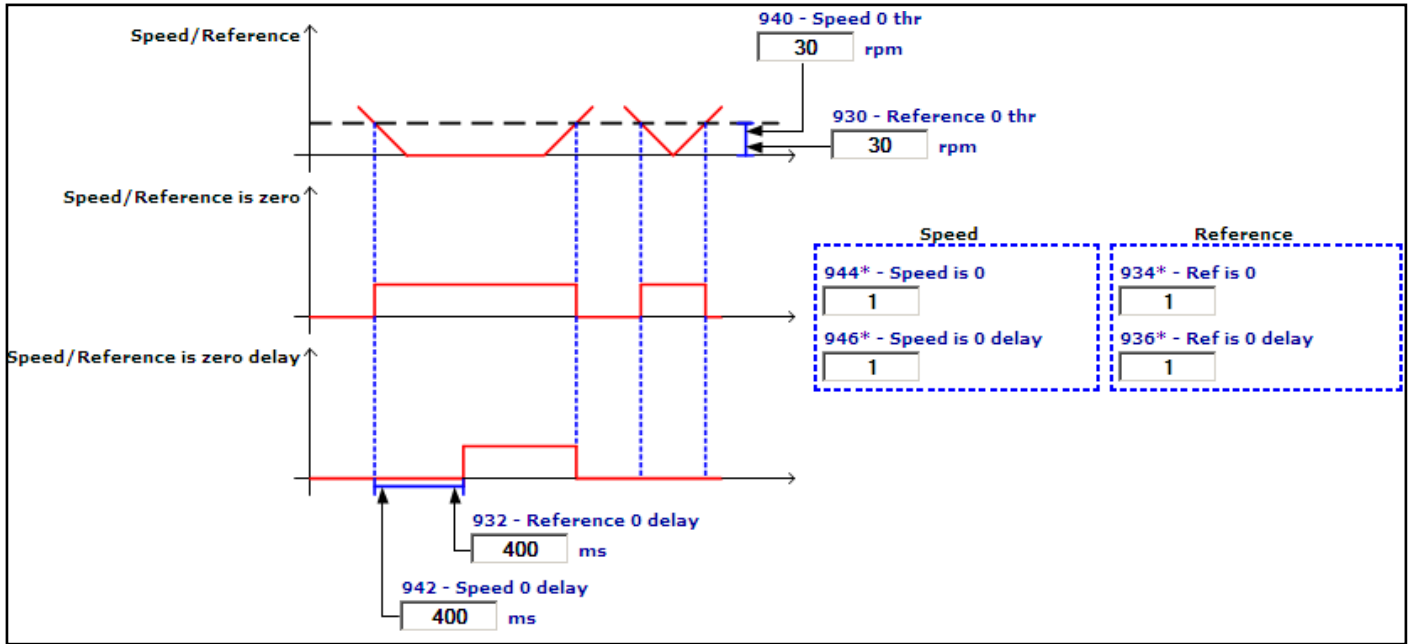 940 - Speed 0 thr
Speed/Reference
30 rpm
930 - Reference 0 thr
30 rpm
Speed/Reference is zero
Speed
Reference
944* - Speed is 0
934* - Ref is 0
1
1
946* - Speed is 0 delay
936* - Ref is 0 delay
1
1
Speed/Reference is zero delay
932 - Reference 0 delay
400 ms
942 - Speed 0 delay
400 ms